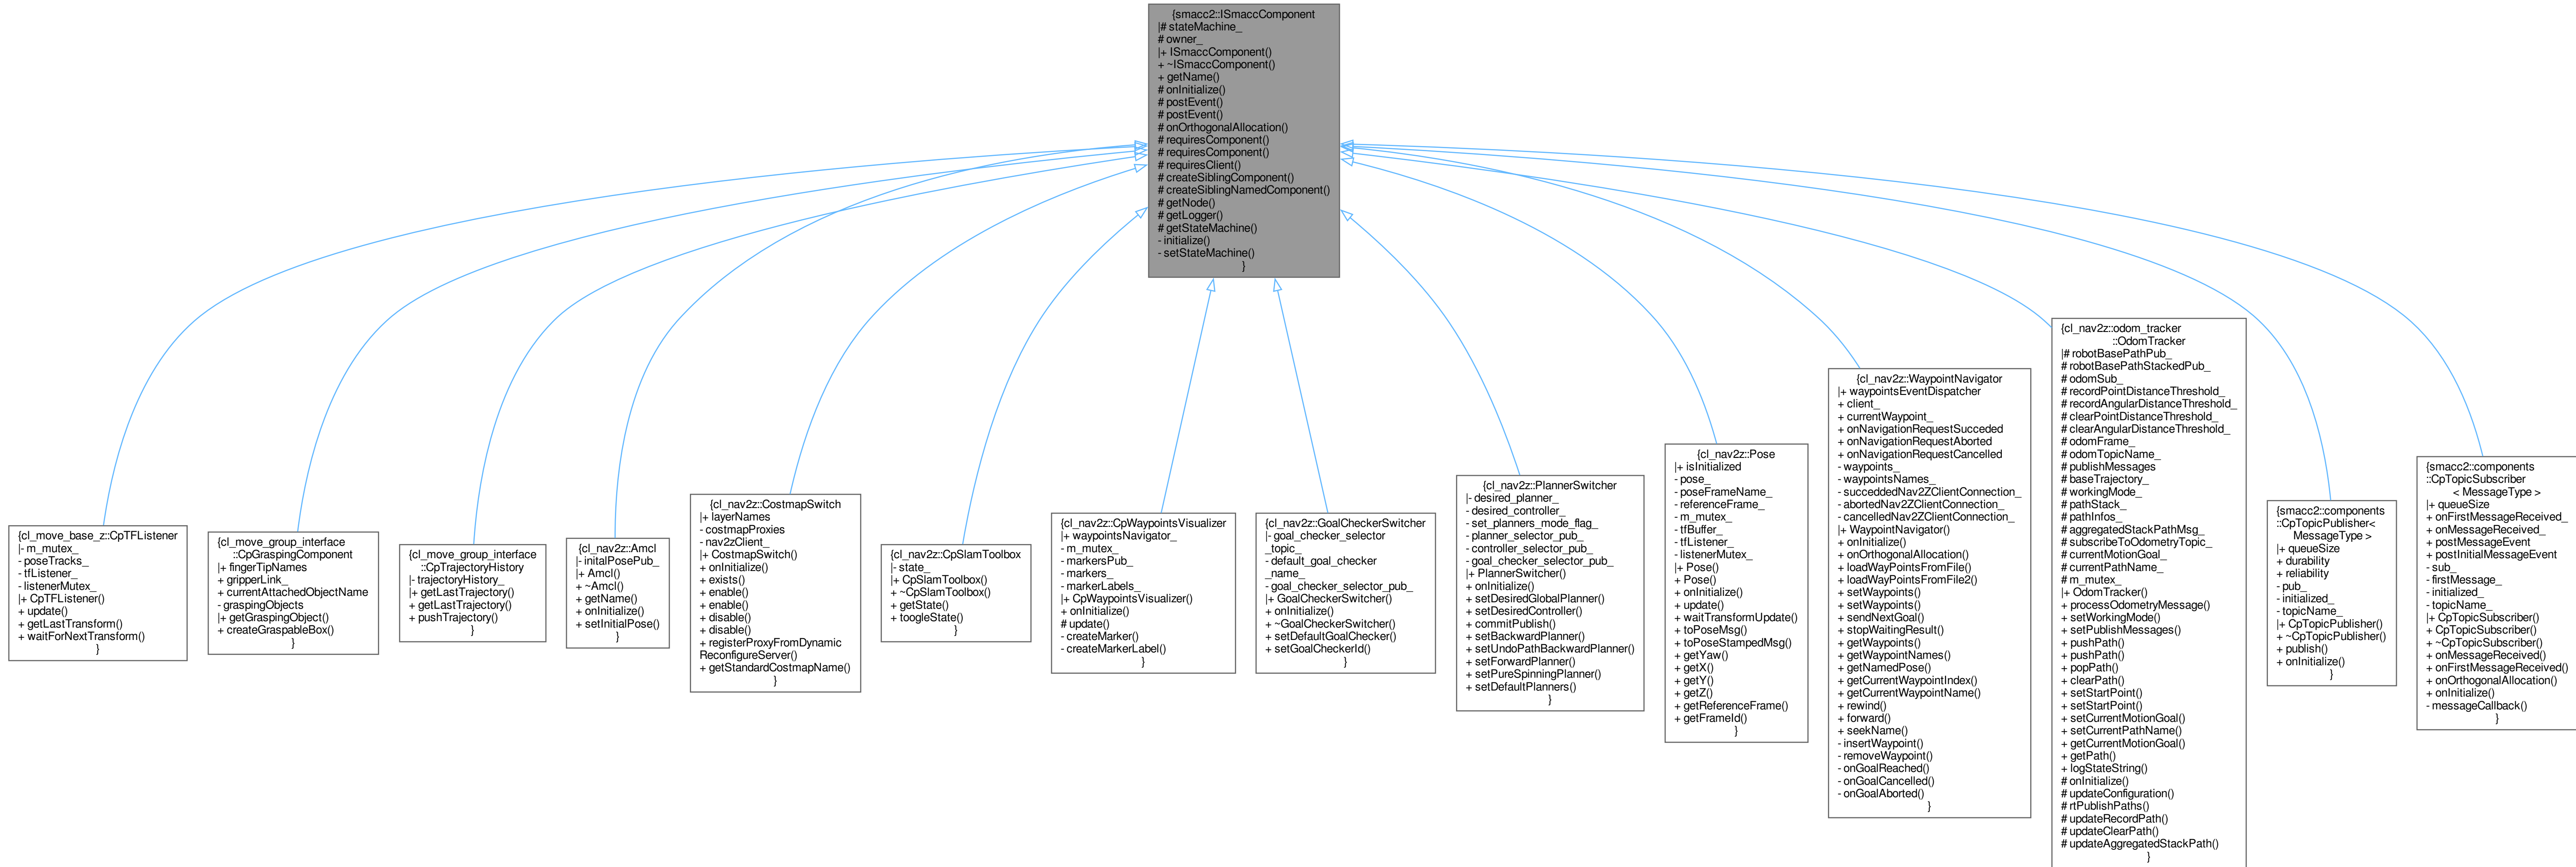 {smacc2::ISmaccComponent
|# stateMachine_
# owner_
|+ ISmaccComponent()
+ ~ISmaccComponent()
+ getName()
# onInitialize()
# postEvent()
# postEvent()
# onOrthogonalAllocation()
# requiresComponent()
# requiresComponent()
# requiresClient()
# createSiblingComponent()
# createSiblingNamedComponent()
# getNode()
# getLogger()
# getStateMachine()
- initialize()
- setStateMachine()
}
{cl_move_base_z::CpTFListener
|- m_mutex_
- poseTracks_
- tfListener_
- listenerMutex_
|+ CpTFListener()
+ update()
+ getLastTransform()
+ waitForNextTransform()
}
{cl_move_group_interface
::CpGraspingComponent
|+ fingerTipNames
+ gripperLink_
+ currentAttachedObjectName
- graspingObjects
|+ getGraspingObject()
+ createGraspableBox()
}
{cl_move_group_interface
::CpTrajectoryHistory
|- trajectoryHistory_
|+ getLastTrajectory()
+ getLastTrajectory()
+ pushTrajectory()
}
{cl_nav2z::Amcl
|- initalPosePub_
|+ Amcl()
+ ~Amcl()
+ getName()
+ onInitialize()
+ setInitialPose()
}
{cl_nav2z::CostmapSwitch
|+ layerNames
- costmapProxies
- nav2zClient_
|+ CostmapSwitch()
+ onInitialize()
+ exists()
+ enable()
+ enable()
+ disable()
+ disable()
+ registerProxyFromDynamic
ReconfigureServer()
+ getStandardCostmapName()
}
{cl_nav2z::CpSlamToolbox
|- state_
|+ CpSlamToolbox()
+ ~CpSlamToolbox()
+ getState()
+ toogleState()
}
{cl_nav2z::CpWaypointsVisualizer
|+ waypointsNavigator_
- m_mutex_
- markersPub_
- markers_
- markerLabels_
|+ CpWaypointsVisualizer()
+ onInitialize()
# update()
- createMarker()
- createMarkerLabel()
}
{cl_nav2z::GoalCheckerSwitcher
|- goal_checker_selector
_topic_
- default_goal_checker
_name_
- goal_checker_selector_pub_
|+ GoalCheckerSwitcher()
+ onInitialize()
+ ~GoalCheckerSwitcher()
+ setDefaultGoalChecker()
+ setGoalCheckerId()
}
{cl_nav2z::PlannerSwitcher
|- desired_planner_
- desired_controller_
- set_planners_mode_flag_
- planner_selector_pub_
- controller_selector_pub_
- goal_checker_selector_pub_
|+ PlannerSwitcher()
+ onInitialize()
+ setDesiredGlobalPlanner()
+ setDesiredController()
+ commitPublish()
+ setBackwardPlanner()
+ setUndoPathBackwardPlanner()
+ setForwardPlanner()
+ setPureSpinningPlanner()
+ setDefaultPlanners()
}
{cl_nav2z::Pose
|+ isInitialized
- pose_
- poseFrameName_
- referenceFrame_
- m_mutex_
- tfBuffer_
- tfListener_
- listenerMutex_
|+ Pose()
+ Pose()
+ onInitialize()
+ update()
+ waitTransformUpdate()
+ toPoseMsg()
+ toPoseStampedMsg()
+ getYaw()
+ getX()
+ getY()
+ getZ()
+ getReferenceFrame()
+ getFrameId()
}
{cl_nav2z::WaypointNavigator
|+ waypointsEventDispatcher
+ client_
+ currentWaypoint_
+ onNavigationRequestSucceded
+ onNavigationRequestAborted
+ onNavigationRequestCancelled
- waypoints_
- waypointsNames_
- succeddedNav2ZClientConnection_
- abortedNav2ZClientConnection_
- cancelledNav2ZClientConnection_
|+ WaypointNavigator()
+ onInitialize()
+ onOrthogonalAllocation()
+ loadWayPointsFromFile()
+ loadWayPointsFromFile2()
+ setWaypoints()
+ setWaypoints()
+ sendNextGoal()
+ stopWaitingResult()
+ getWaypoints()
+ getWaypointNames()
+ getNamedPose()
+ getCurrentWaypointIndex()
+ getCurrentWaypointName()
+ rewind()
+ forward()
+ seekName()
- insertWaypoint()
- removeWaypoint()
- onGoalReached()
- onGoalCancelled()
- onGoalAborted()
}
{cl_nav2z::odom_tracker
::OdomTracker
|# robotBasePathPub_
# robotBasePathStackedPub_
# odomSub_
# recordPointDistanceThreshold_
# recordAngularDistanceThreshold_
# clearPointDistanceThreshold_
# clearAngularDistanceThreshold_
# odomFrame_
# odomTopicName_
# publishMessages
# baseTrajectory_
# workingMode_
# pathStack_
# pathInfos_
# aggregatedStackPathMsg_
# subscribeToOdometryTopic_
# currentMotionGoal_
# currentPathName_
# m_mutex_
|+ OdomTracker()
+ processOdometryMessage()
+ setWorkingMode()
+ setPublishMessages()
+ pushPath()
+ pushPath()
+ popPath()
+ clearPath()
+ setStartPoint()
+ setStartPoint()
+ setCurrentMotionGoal()
+ setCurrentPathName()
+ getCurrentMotionGoal()
+ getPath()
+ logStateString()
# onInitialize()
# updateConfiguration()
# rtPublishPaths()
# updateRecordPath()
# updateClearPath()
# updateAggregatedStackPath()
}
{smacc2::components
::CpTopicPublisher<
MessageType >
|+ queueSize
+ durability
+ reliability
- pub_
- initialized_
- topicName_
|+ CpTopicPublisher()
+ ~CpTopicPublisher()
+ publish()
+ onInitialize()
}
{smacc2::components
::CpTopicSubscriber
< MessageType >
|+ queueSize
+ onFirstMessageReceived_
+ onMessageReceived_
+ postMessageEvent
+ postInitialMessageEvent
- sub_
- firstMessage_
- initialized_
- topicName_
|+ CpTopicSubscriber()
+ CpTopicSubscriber()
+ ~CpTopicSubscriber()
+ onMessageReceived()
+ onFirstMessageReceived()
+ onOrthogonalAllocation()
+ onInitialize()
- messageCallback()
}